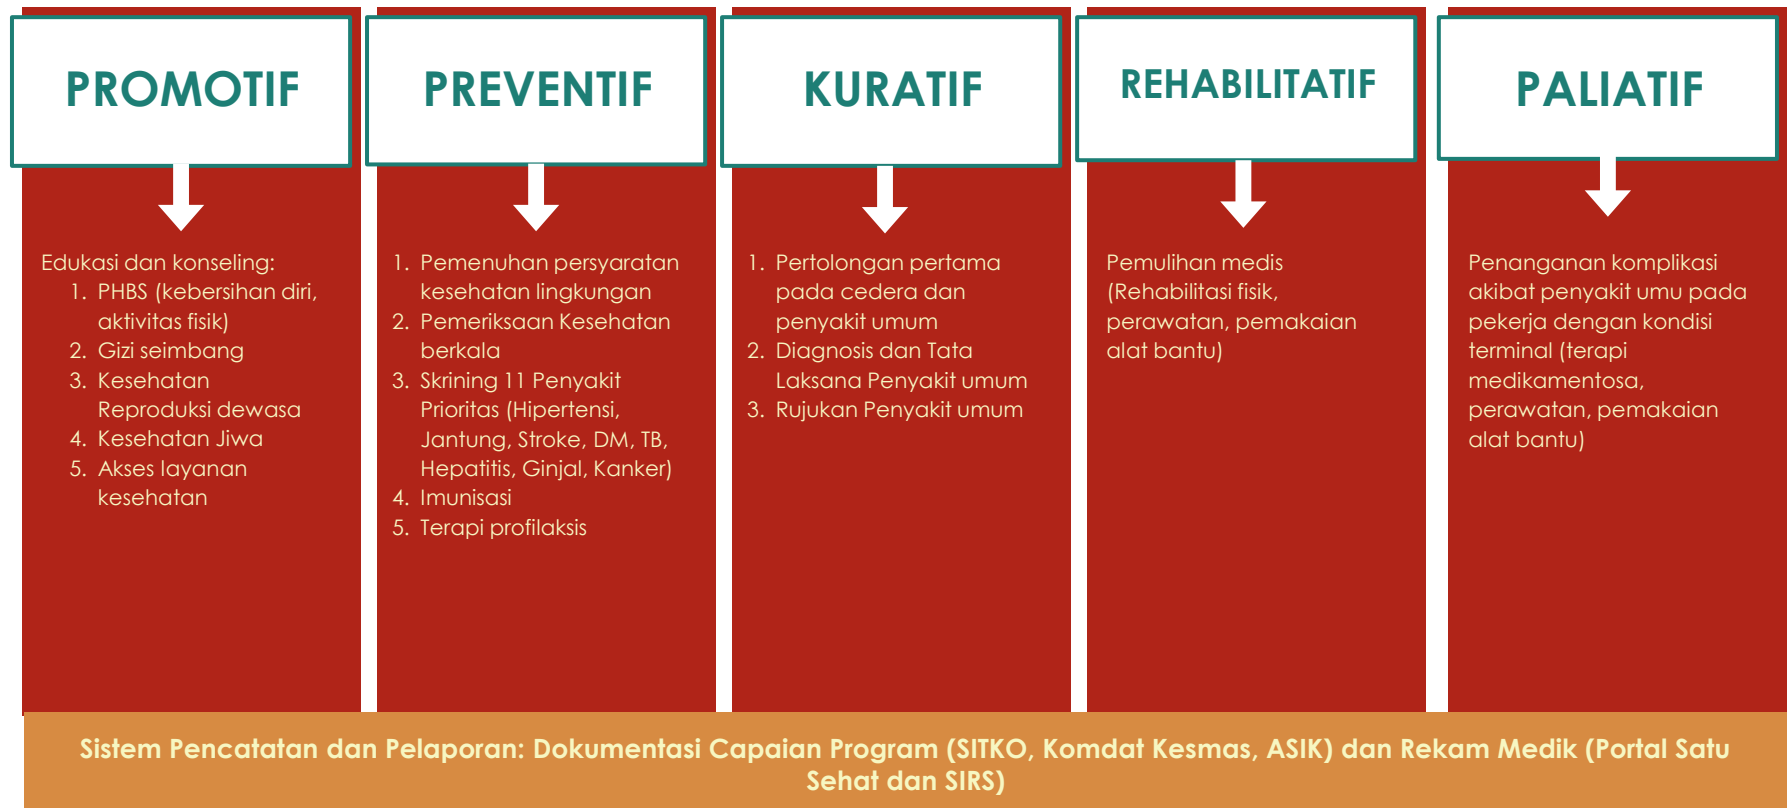 PROMOTIF
Edukasi dan konseling:
1. PHBS (kebersihan diri,
aktivitas fisik)
2. Gizi seimbang
3. Kesehatan
Reproduksi dewasa
4. Kesehatan Jiwa
5. Akses layanan
kesehatan
PREVENTIF
1. Pemenuhan persyaratan
kesehatan lingkungan
2. Pemeriksaan Kesehatan
berkala
3. Skrining 11 Penyakit
Prioritas (Hipertensi,
Jantung, Stroke, DM, TB,
Hepatitis, Ginjal, Kanker)
4. Imunisasi
5. Terapi profilaksis
KURATIF
1. Pertolongan pertama
pada cedera dan
penyakit umum
2. Diagnosis dan Tata
Laksana Penyakit umum
3. Rujukan Penyakit umum
REHABILITATIF
Pemulihan medis
(Rehabilitasi fisik,
perawatan, pemakaian
alat bantu)
PALIATIF
Penanganan komplikasi
akibat penyakit umu pada
pekerja dengan kondisi
terminal (terapi
medikamentosa,
perawatan, pemakaian
alat bantu)
Sistem Pencatatan dan Pelaporan: Dokumentasi Capaian Program (SITKO, Komdat Kesmas, ASIK) dan Rekam Medik (Portal Satu
Sehat dan SIRS)